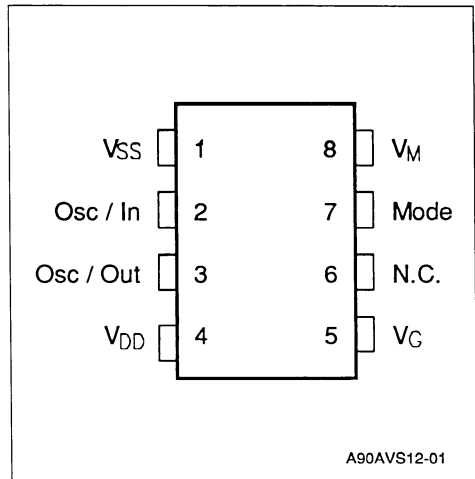 VSS 1 8 VM
Osc / In 2 7 Mode
Osc / Out 3 6 N.C.
VDD 4 5 VG
A90AVS12-01